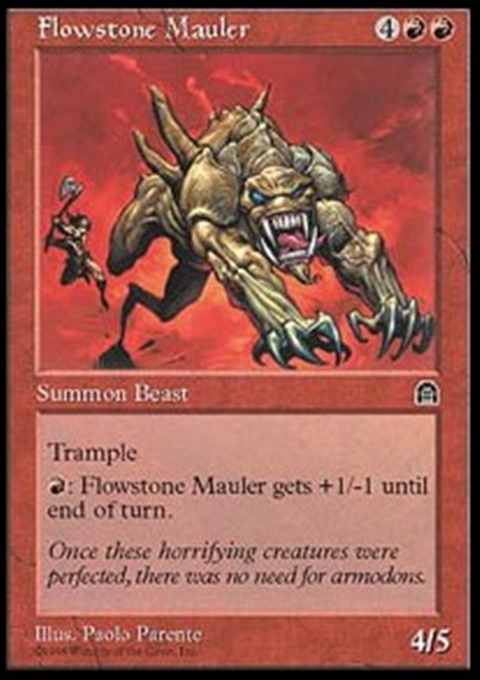 Flowstone Mauler 4
Summon Beast
Trample
: Flowstone Mauler gets +1/-1 until
end of turn.
Once these horrifying creatures were
perfected, there was no need for armodons.
Illus. Paolo Parente
4/5